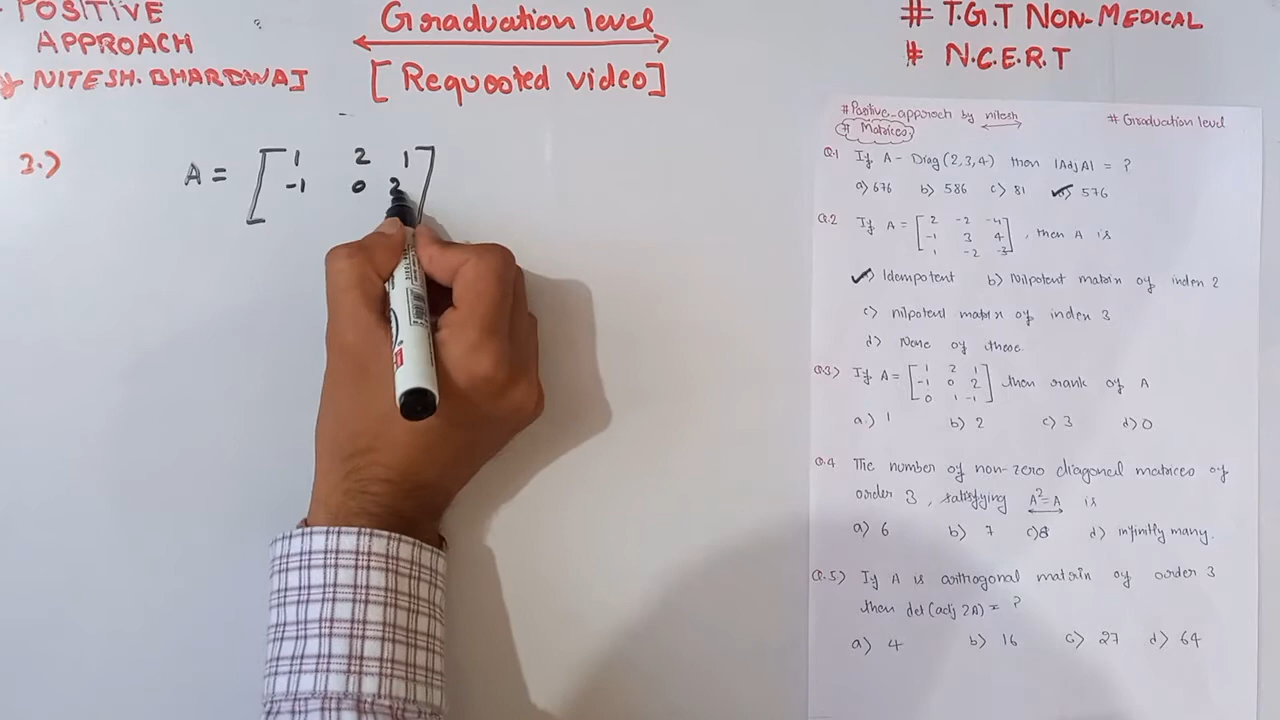 POSITIVE
APPROACH
NITESH.BHARDWAJ
Graduation level
[Requested video]
# T.G.T NON-MEDICAL
# N.C.E.R.T
3.)
A = [ 1 2 1
-1 0 2 ]
#Positive_approch by nitesh
# Graduation level
# Matrices
Q.1 If A - Diag (2,3,4) then |AdjA| = ?
a) 676 b) 586 c) 81 d) 576
Q.2 If A = [ 2 -2 -4
-1 3 4
1 -2 -3 ] , then A is
Idempotent b) Nilpotent matrix of index 2
c) nilpotent matrix of index 3
d) None of these.
Q.3) If A = [ 1 2 1
-1 0 2
0 1 -1 ] then rank of A
a.) 1 b) 2 c) 3 d) 0
Q.4 The number of non-zero diagonal matrices of
order 3, satisfying A²=A is
a) 6 b) 7 c) 8 d) infinitly many.
Q.5) If A is orthogonal matrix of order 3
then det (adj 2A) = ?
a) 4 b) 16 c) 27 d) 64